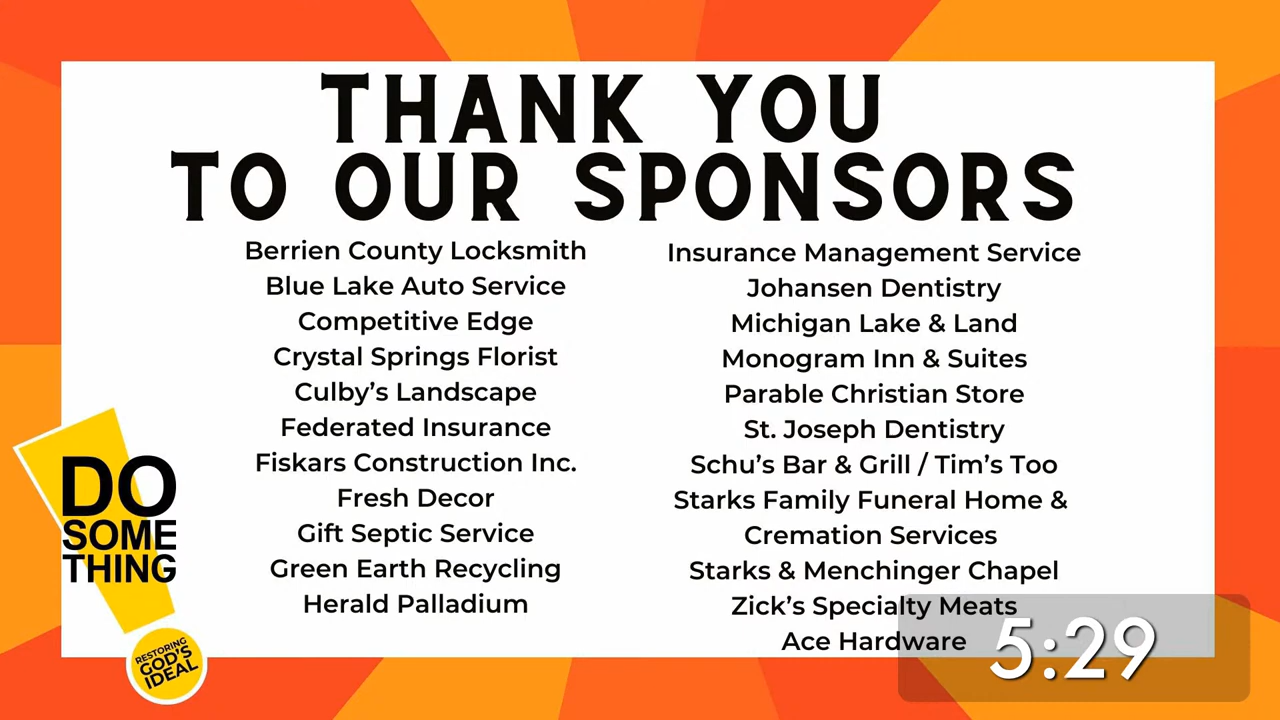 THANK YOU
TO OUR SPONSORS
Berrien County Locksmith
Blue Lake Auto Service
Competitive Edge
Crystal Springs Florist
Culby’s Landscape
Federated Insurance
Fiskars Construction Inc.
Fresh Decor
Gift Septic Service
Green Earth Recycling
Herald Palladium
Insurance Management Service
Johansen Dentistry
Michigan Lake & Land
Monogram Inn & Suites
Parable Christian Store
St. Joseph Dentistry
Schu’s Bar & Grill / Tim’s Too
Starks Family Funeral Home &
Cremation Services
Starks & Menchinger Chapel
Zick’s Specialty Meats
Ace Hardware
DO
SOME
THING
RESTORING
GOD'S
IDEAL
5:29